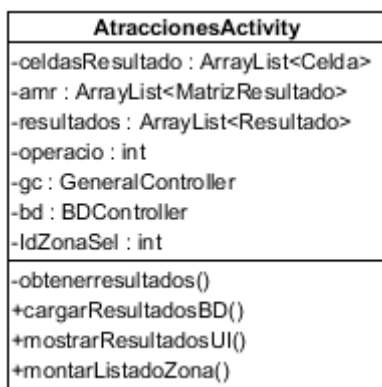 AtraccionesActivity
-celdasResultado : ArrayList<Celda>
-amr : ArrayList<MatrizResultado>
-resultados : ArrayList<Resultado>
-operacio : int
-gc : GeneralController
-bd : BDController
-IdZonaSel : int
-obtenerresultados()
+cargarResultadosBD()
+mostrarResultadosUI()
+montarListadoZona()